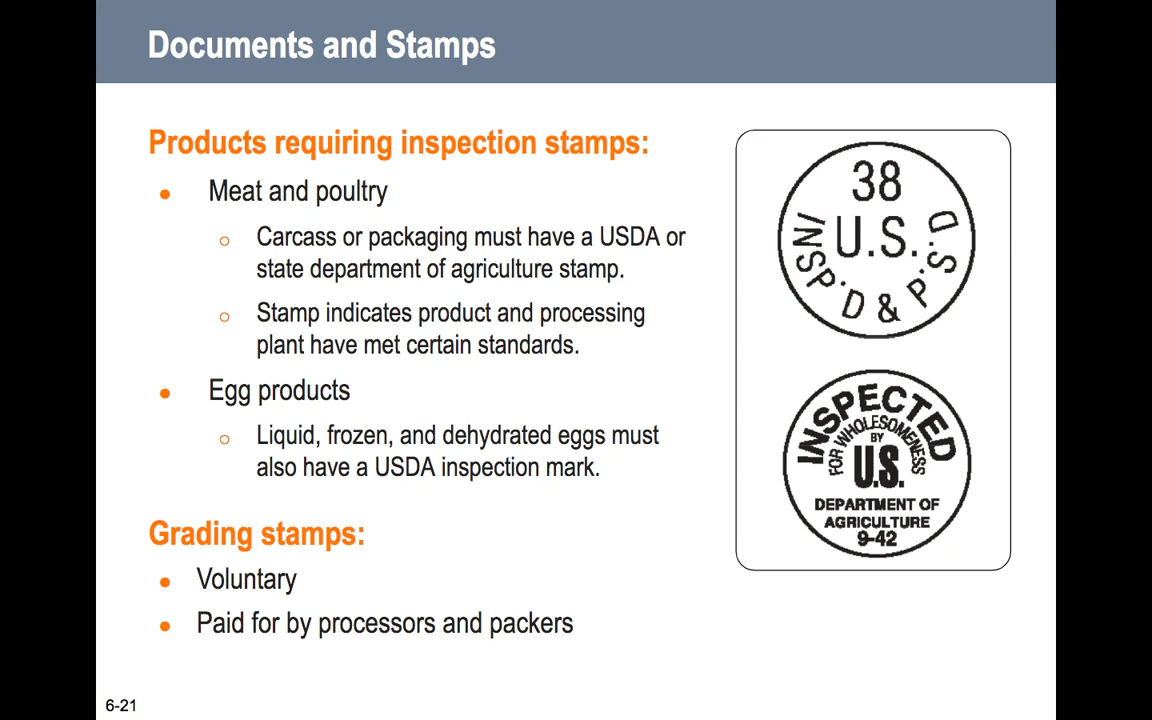 Documents and Stamps
Products requiring inspection stamps:
• Meat and poultry
○ Carcass or packaging must have a USDA or
state department of agriculture stamp.
○ Stamp indicates product and processing
plant have met certain standards.
• Egg products
○ Liquid, frozen, and dehydrated eggs must
also have a USDA inspection mark.
Grading stamps:
• Voluntary
• Paid for by processors and packers
38
U.S.
INSP'D & P'S'D
INSPECTED
FOR WHOLESOMENESS
BY
U.S.
DEPARTMENT OF
AGRICULTURE
9-42
6-21